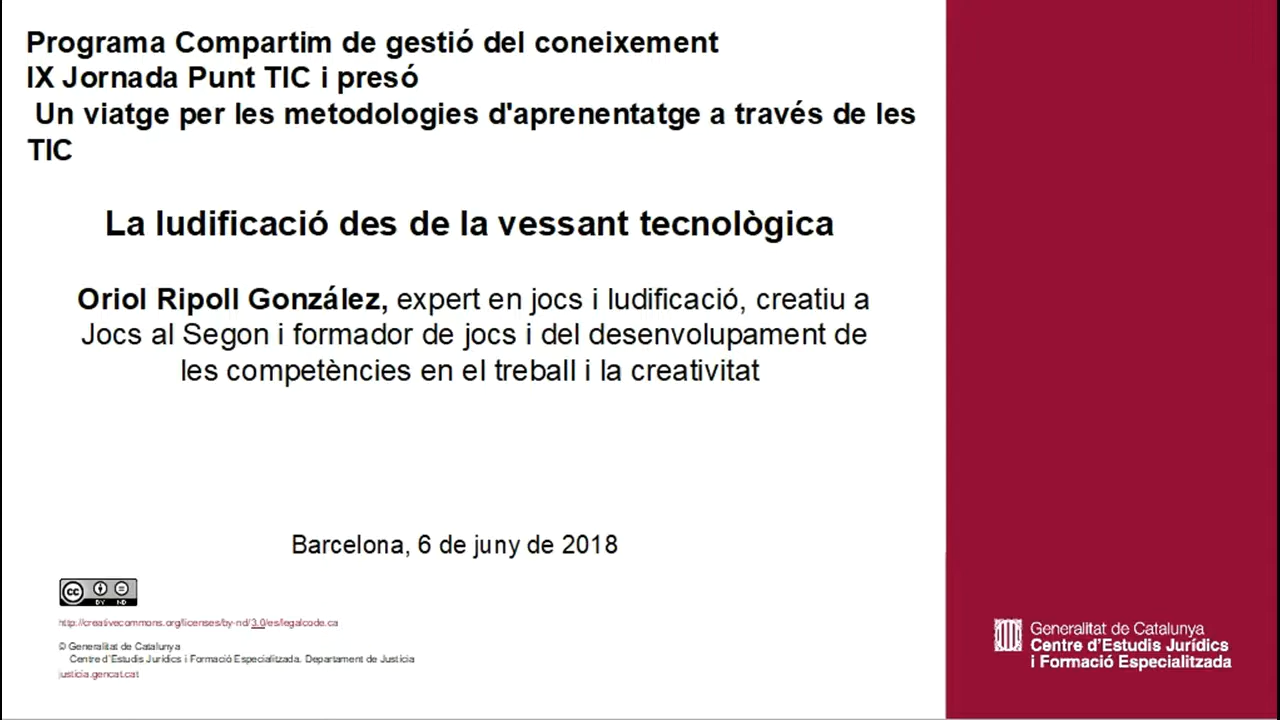 Programa Compartim de gestió del coneixement
IX Jornada Punt TIC i presó
Un viatge per les metodologies d'aprenentatge a través de les
TIC
La ludificació des de la vessant tecnològica
Oriol Ripoll González, expert en jocs i ludificació, creatiu a
Jocs al Segon i formador de jocs i del desenvolupament de
les competències en el treball i la creativitat
Barcelona, 6 de juny de 2018
cc BY ND
http://creativecommons.org/licenses/by-nd/3.0/es/legalcode.ca
© Generalitat de Catalunya
Centre d'Estudis Jurídics i Formació Especialitzada. Departament de Justícia
justicia.gencat.cat
Generalitat de Catalunya
Centre d'Estudis Jurídics
i Formació Especialitzada